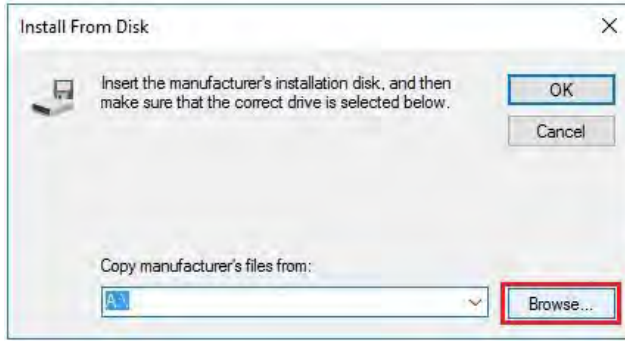 Install From Disk
Insert the manufacturer's installation disk, and then
make sure that the correct drive is selected below.
OK
Cancel
Copy manufacturer's files from:
A:\
Browse...